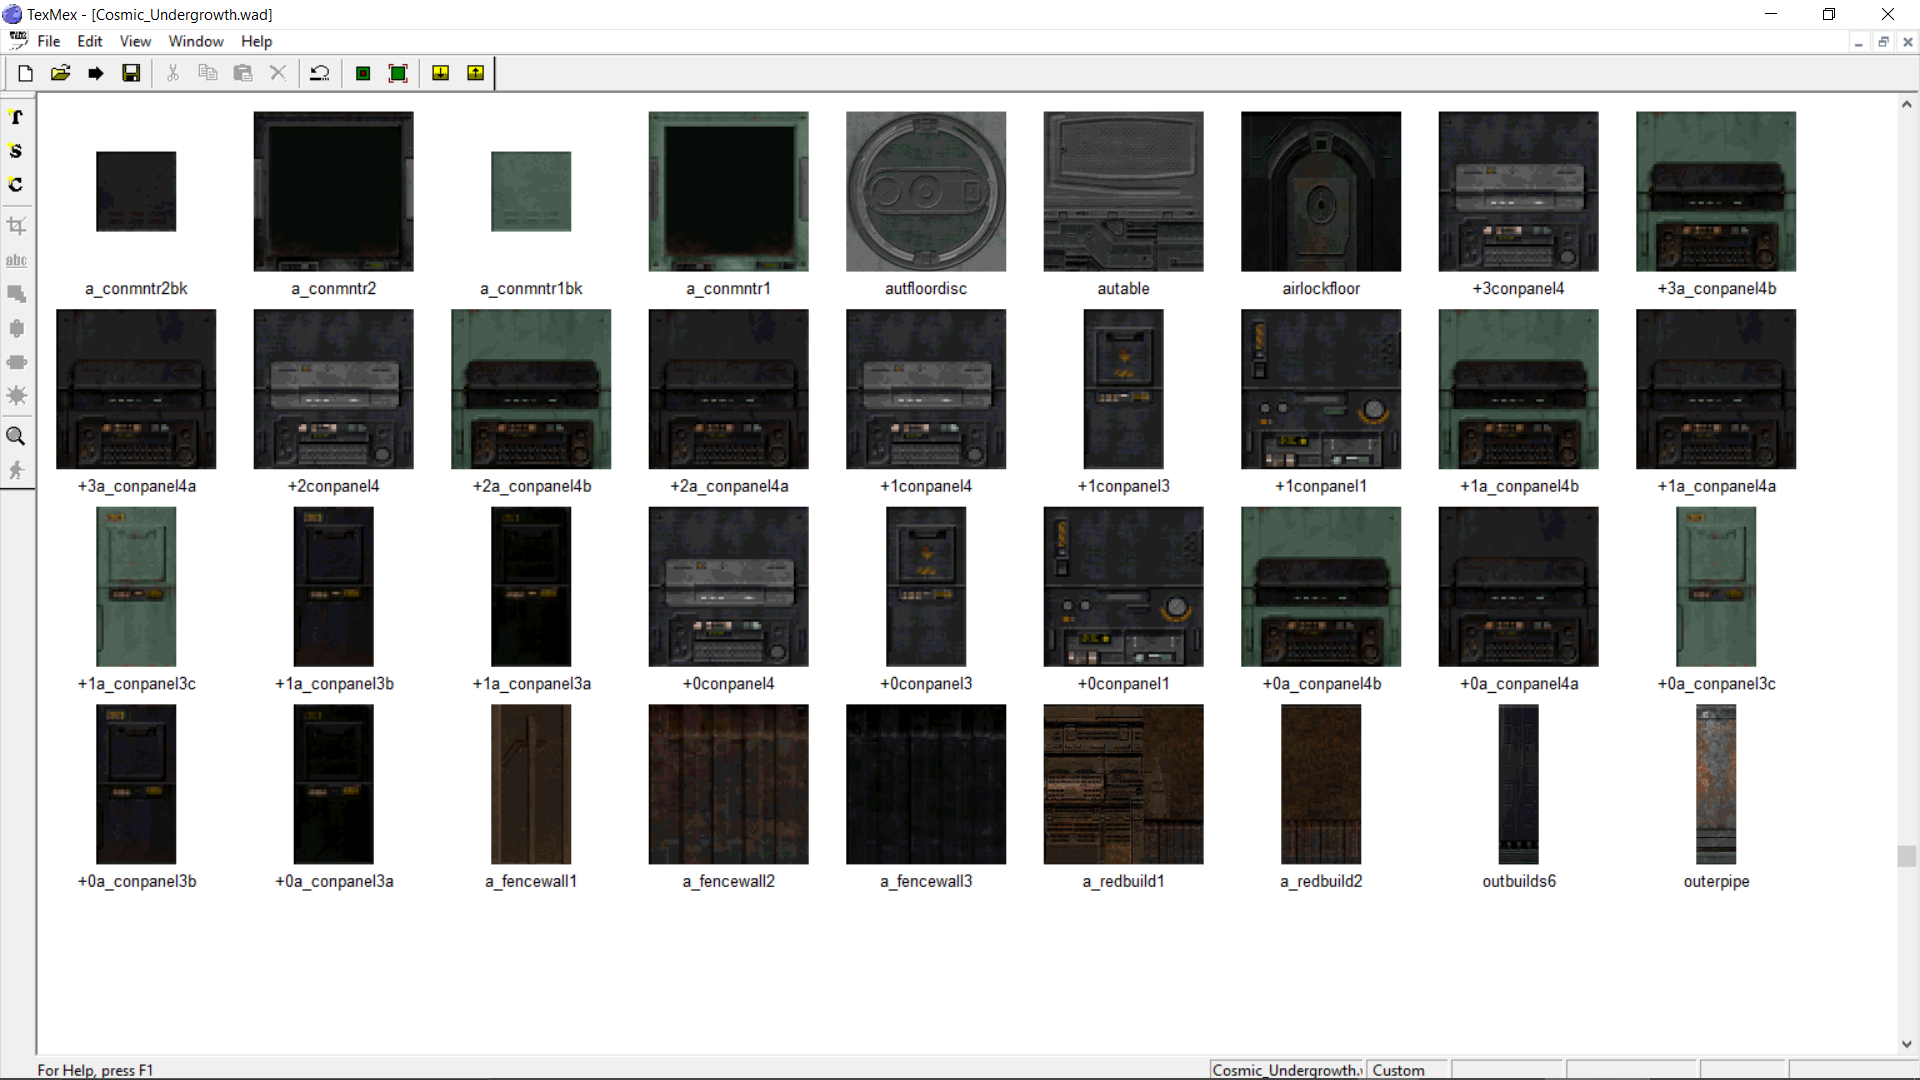 TexMex - [Cosmic_Undergrowth.wad]
File Edit View Window Help
T
S
C
abc
a_conmntr2bk a_conmntr2 a_conmntr1bk a_conmntr1 autfloordisc autable airlockfloor +3conpanel4 +3a_conpanel4b
+3a_conpanel4a +2conpanel4 +2a_conpanel4b +2a_conpanel4a +1conpanel4 +1conpanel3 +1conpanel1 +1a_conpanel4b +1a_conpanel4a
+1a_conpanel3c +1a_conpanel3b +1a_conpanel3a +0conpanel4 +0conpanel3 +0conpanel1 +0a_conpanel4b +0a_conpanel4a +0a_conpanel3c
+0a_conpanel3b +0a_conpanel3a a_fencewall1 a_fencewall2 a_fencewall3 a_redbuild1 a_redbuild2 outbuilds6 outerpipe
For Help, press F1 Cosmic_Undergrowth. Custom